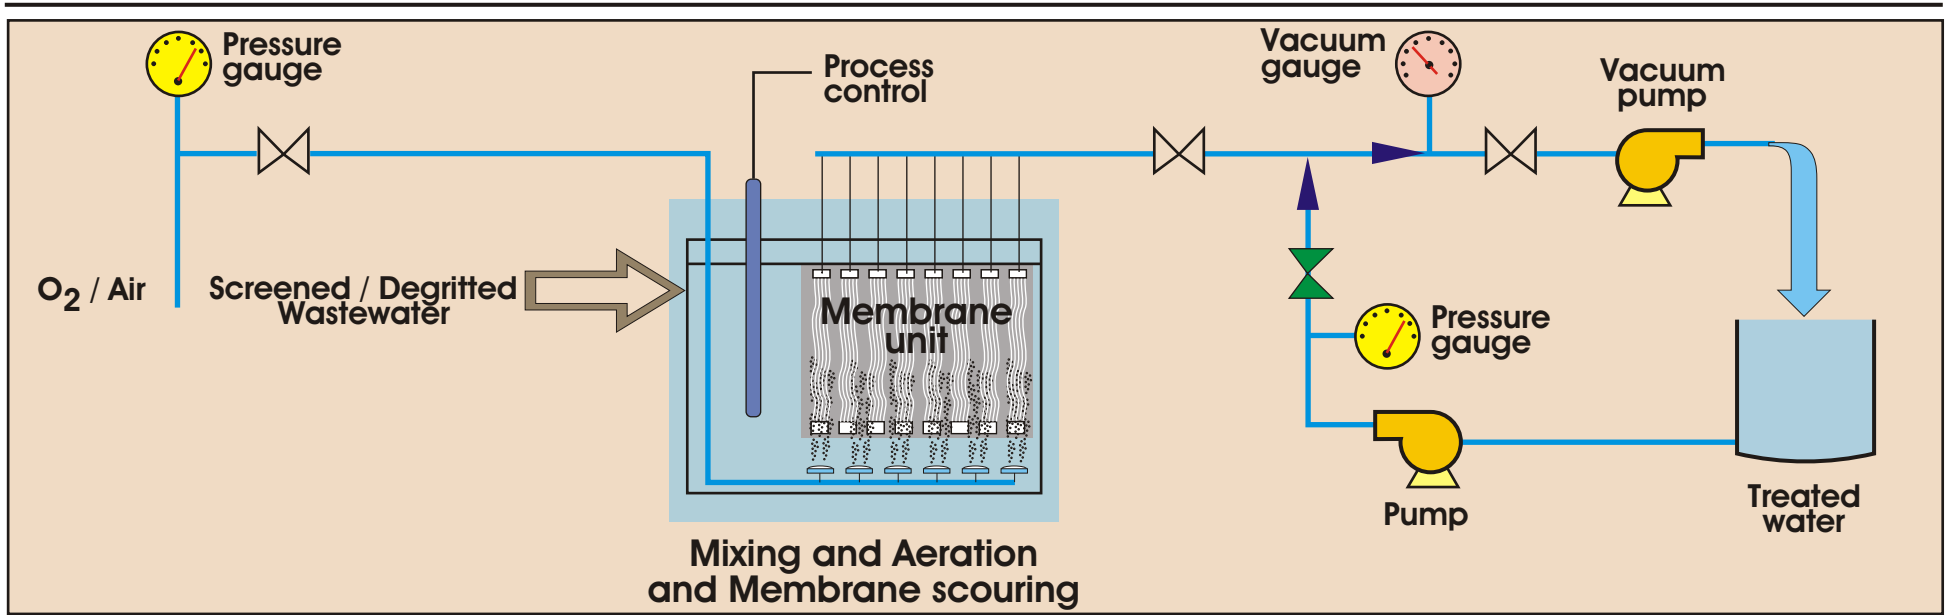 Pressure
gauge
Process
control
Vacuum
gauge
Vacuum
pump
O2 / Air
Screened / Degritted
Wastewater
Membrane
unit
Pressure
gauge
Pump
Treated
water
Mixing and Aeration
and Membrane scouring